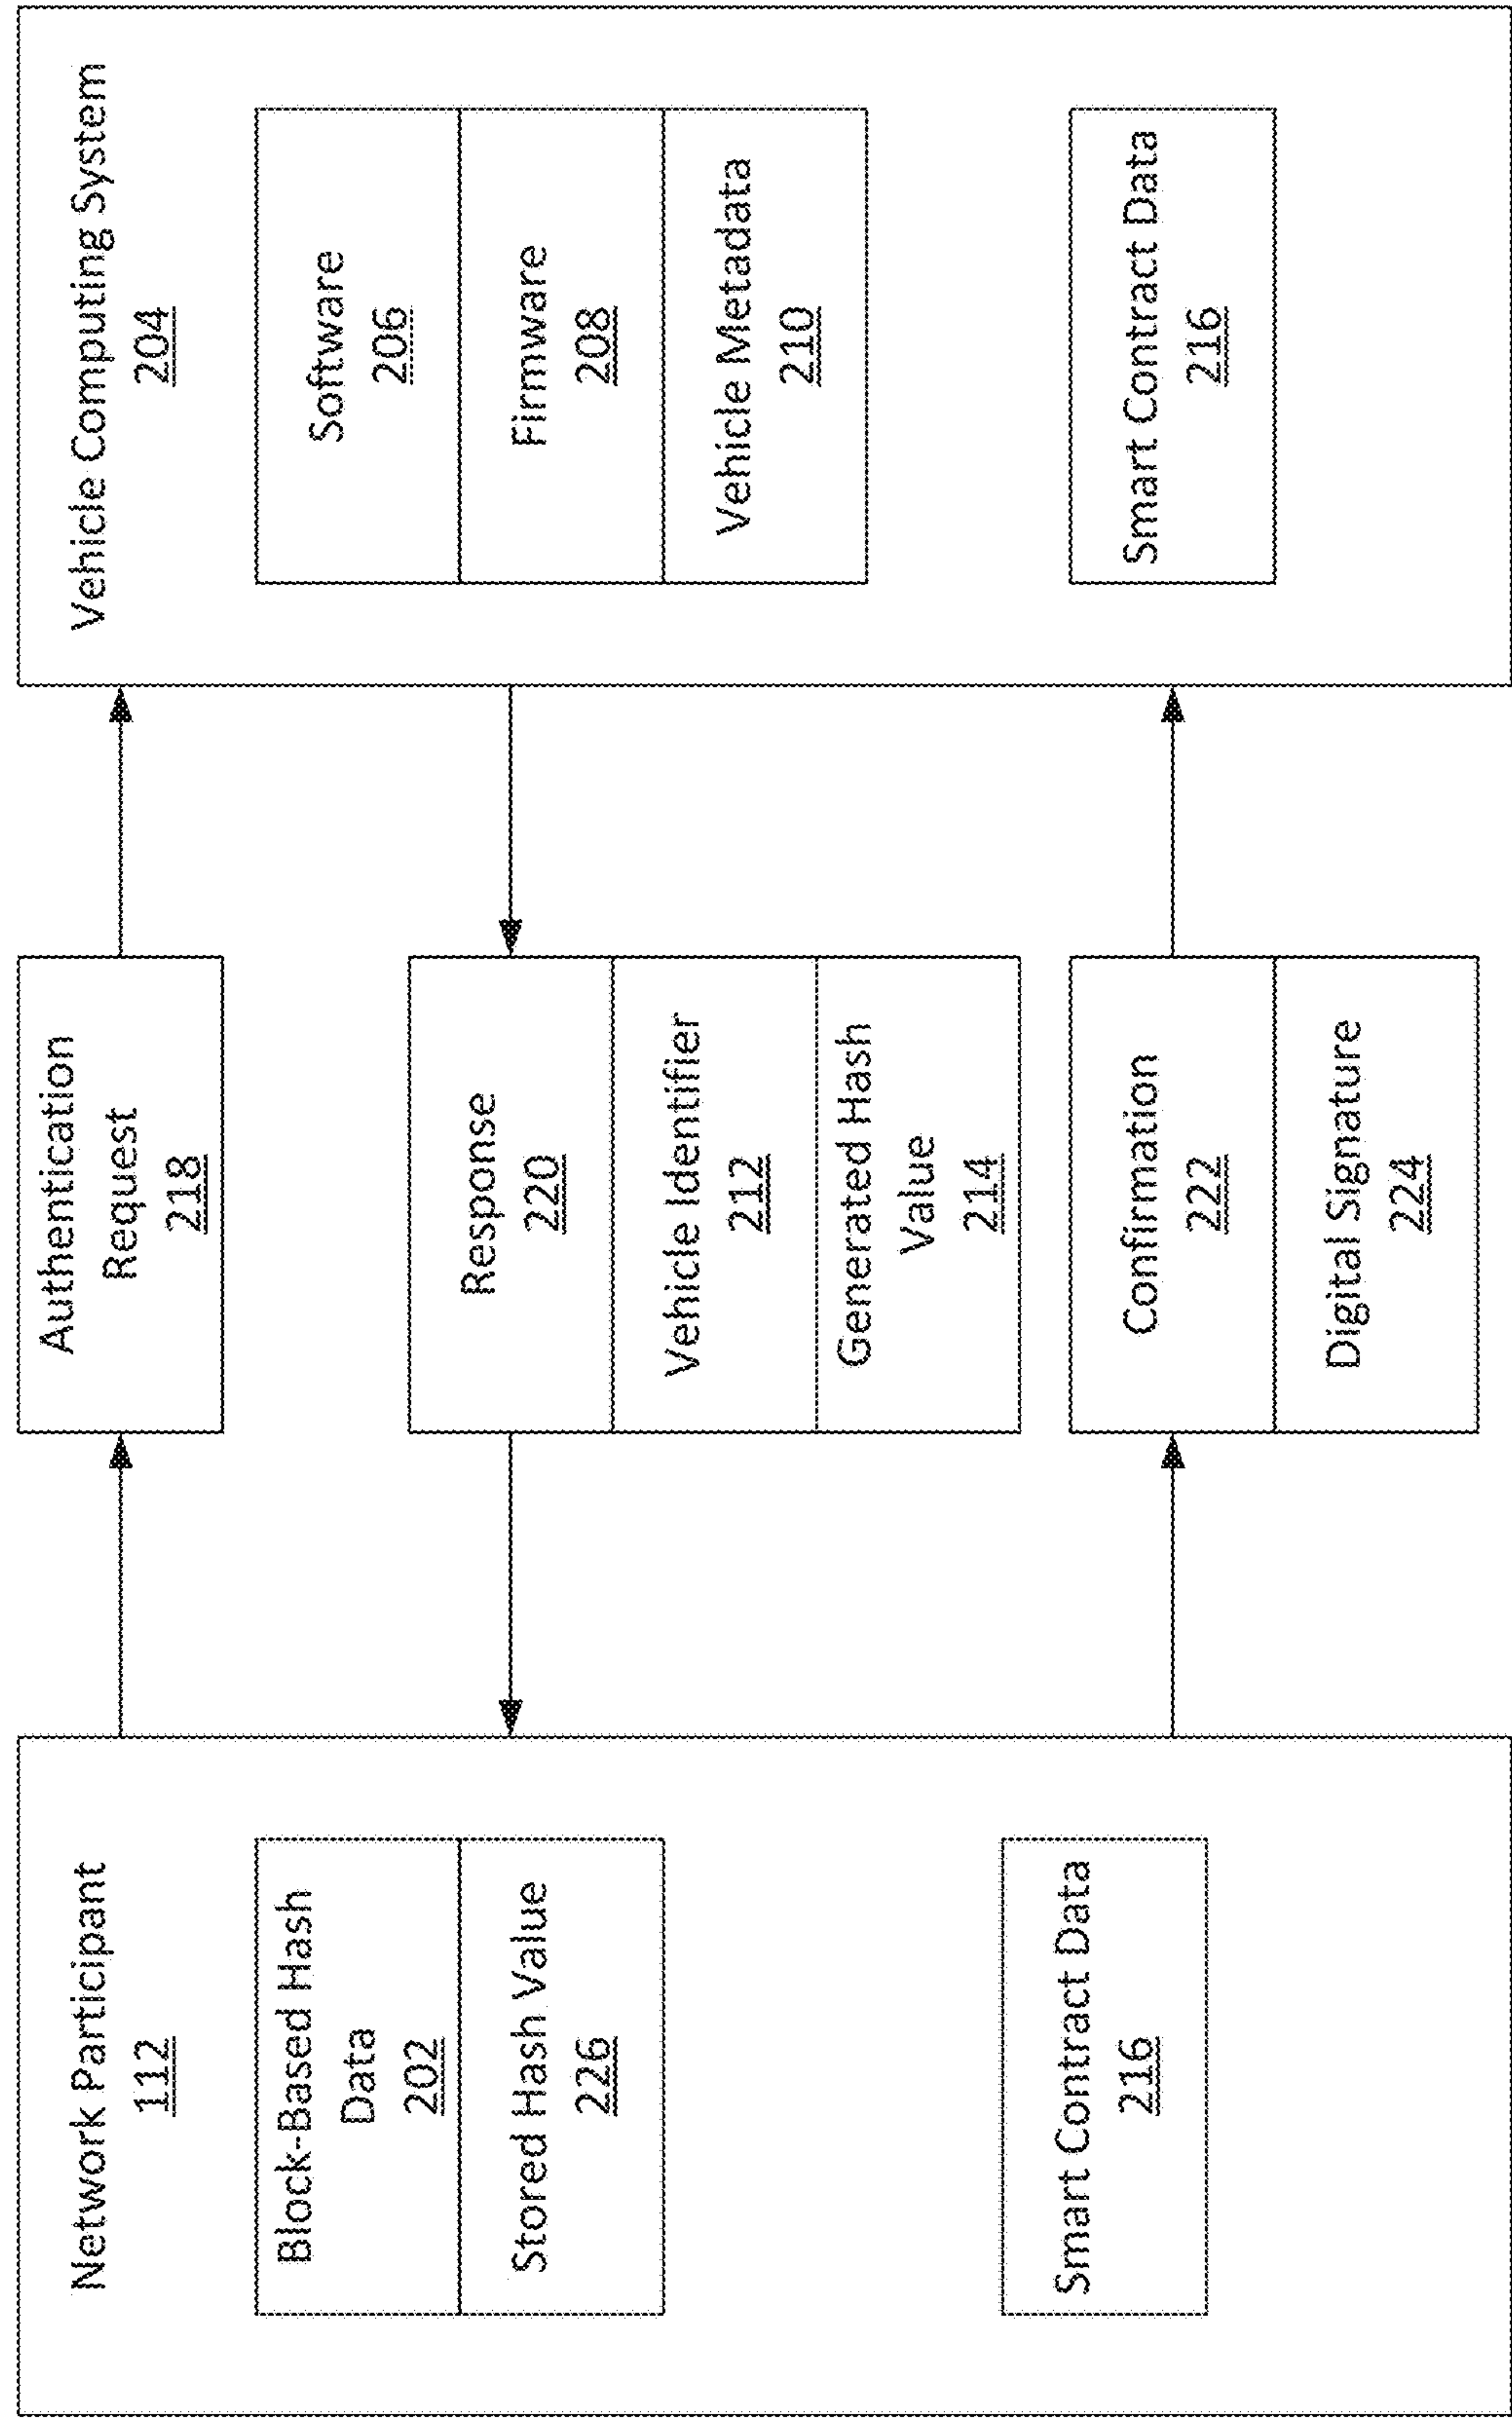 Network Participant
112
Block-Based Hash
Data
202
Stored Hash Value
226
Smart Contract Data
216
Authentication
Request
218
Response
220
Vehicle Identifier
212
Generated Hash
Value
214
Confirmation
222
Digital Signature
224
Vehicle Computing System
204
Software
206
Firmware
208
Vehicle Metadata
210
Smart Contract Data
216